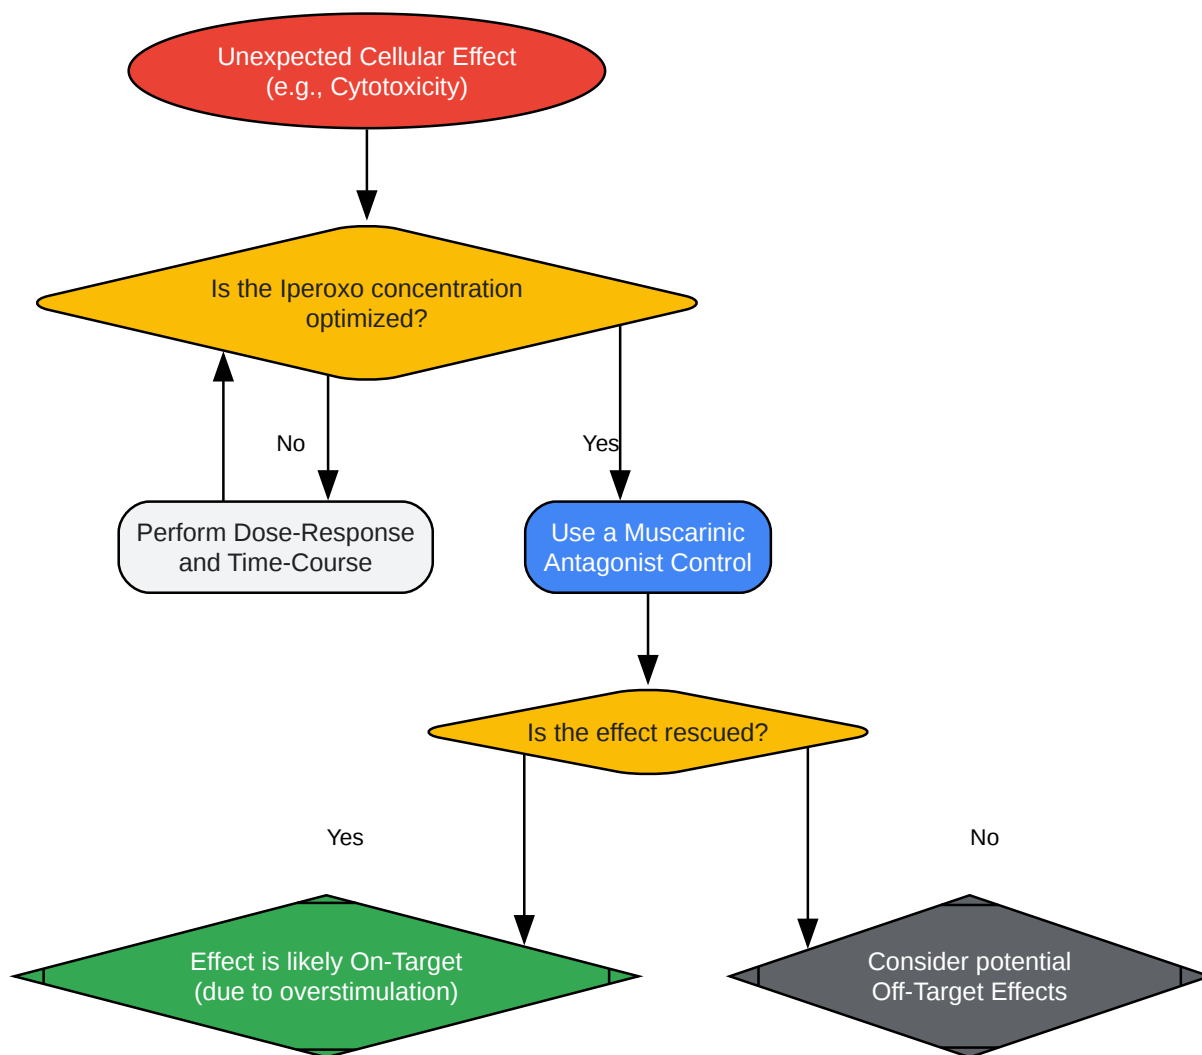 Unexpected Cellular Effect
(e.g., Cytotoxicity)
Is the Iperoxo concentration
optimized?
No
Yes
Perform Dose-Response
and Time-Course
Use a Muscarinic
Antagonist Control
Is the effect rescued?
Yes
No
Effect is likely On-Target
(due to overstimulation)
Consider potential
Off-Target Effects